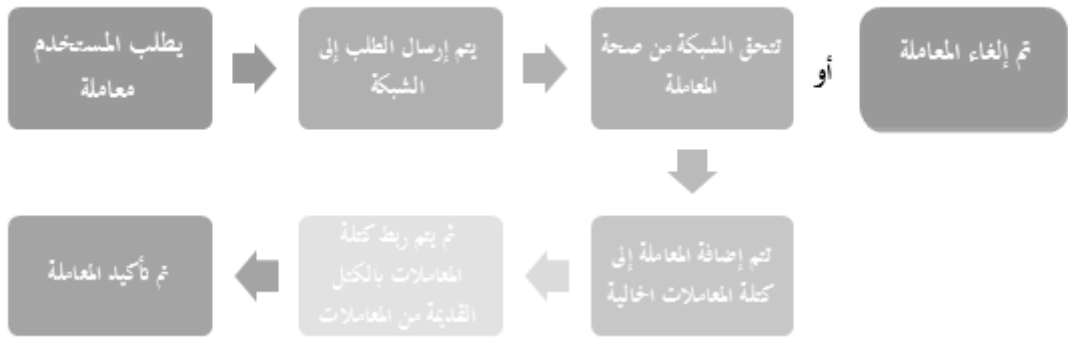 يطلب المستخدم
معاملة
يتم إرسال الطلب إلى
الشبكة
تتحق الشبكة من صحة
المعاملة
أو
تم إلغاء المعاملة
تتم إضافة المعاملة إلى
كتلة المعاملات الحالية
ثم يتم ربط كتلة
المعاملات بالكتل
القديمة من المعاملات
تم تأكيد المعاملة